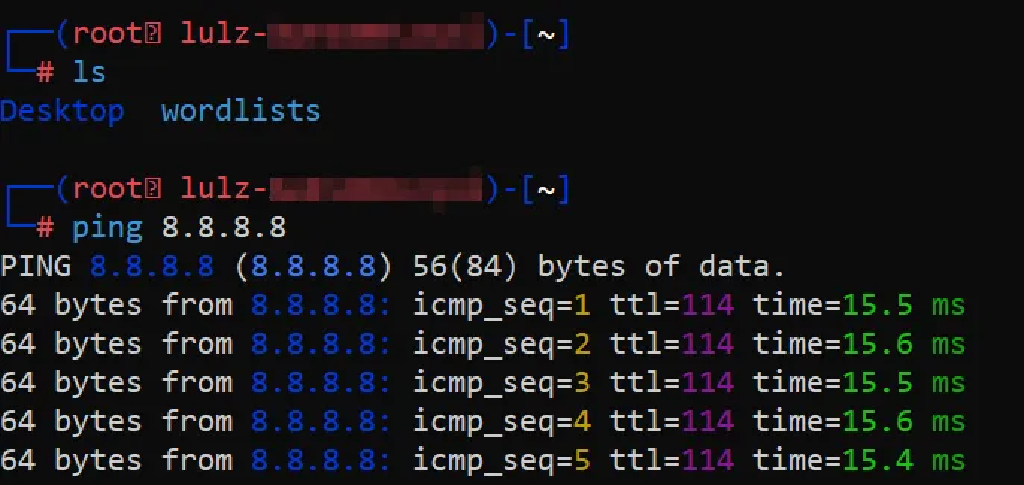 ┌──(root lulz-)-[~]
└─# ls
Desktop wordlists
┌──(root lulz-)-[~]
└─# ping 8.8.8.8
PING 8.8.8.8 (8.8.8.8) 56(84) bytes of data.
64 bytes from 8.8.8.8: icmp_seq=1 ttl=114 time=15.5 ms
64 bytes from 8.8.8.8: icmp_seq=2 ttl=114 time=15.6 ms
64 bytes from 8.8.8.8: icmp_seq=3 ttl=114 time=15.5 ms
64 bytes from 8.8.8.8: icmp_seq=4 ttl=114 time=15.6 ms
64 bytes from 8.8.8.8: icmp_seq=5 ttl=114 time=15.4 ms